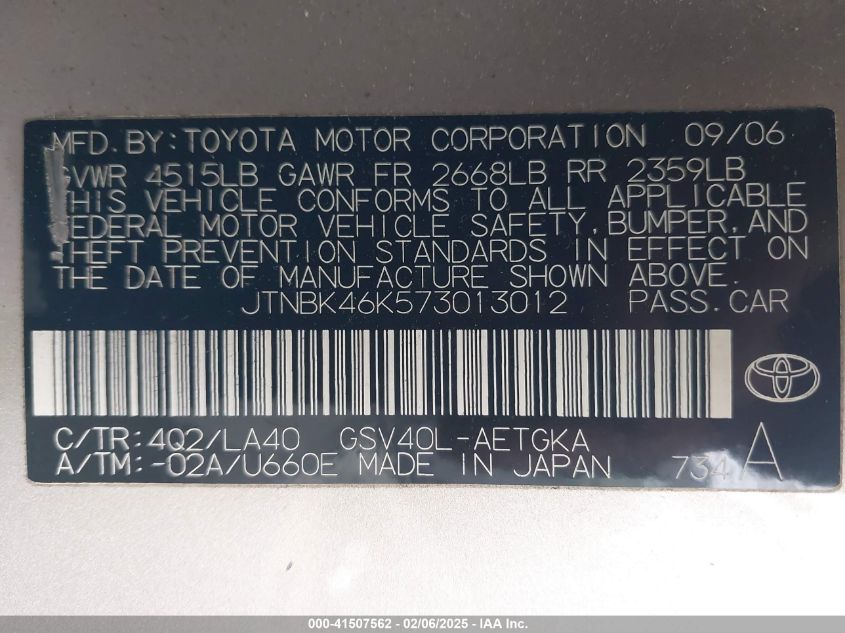 MFD. BY: TOYOTA MOTOR CORPORATION 09/06
GVWR 4515LB GAWR FR 2668LB RR 2359LB
THIS VEHICLE CONFORMS TO ALL APPLICABLE
FEDERAL MOTOR VEHICLE SAFETY, BUMPER, AND
THEFT PREVENTION STANDARDS IN EFFECT ON
THE DATE OF MANUFACTURE SHOWN ABOVE.
JTNBK46K573013012 PASS. CAR
C/TR: 4Q2/LA40 GSV40L-AETGKA
A/TM: -02A/U660E MADE IN JAPAN 734 A
000-41507562 - 02/06/2025 - IAA Inc.